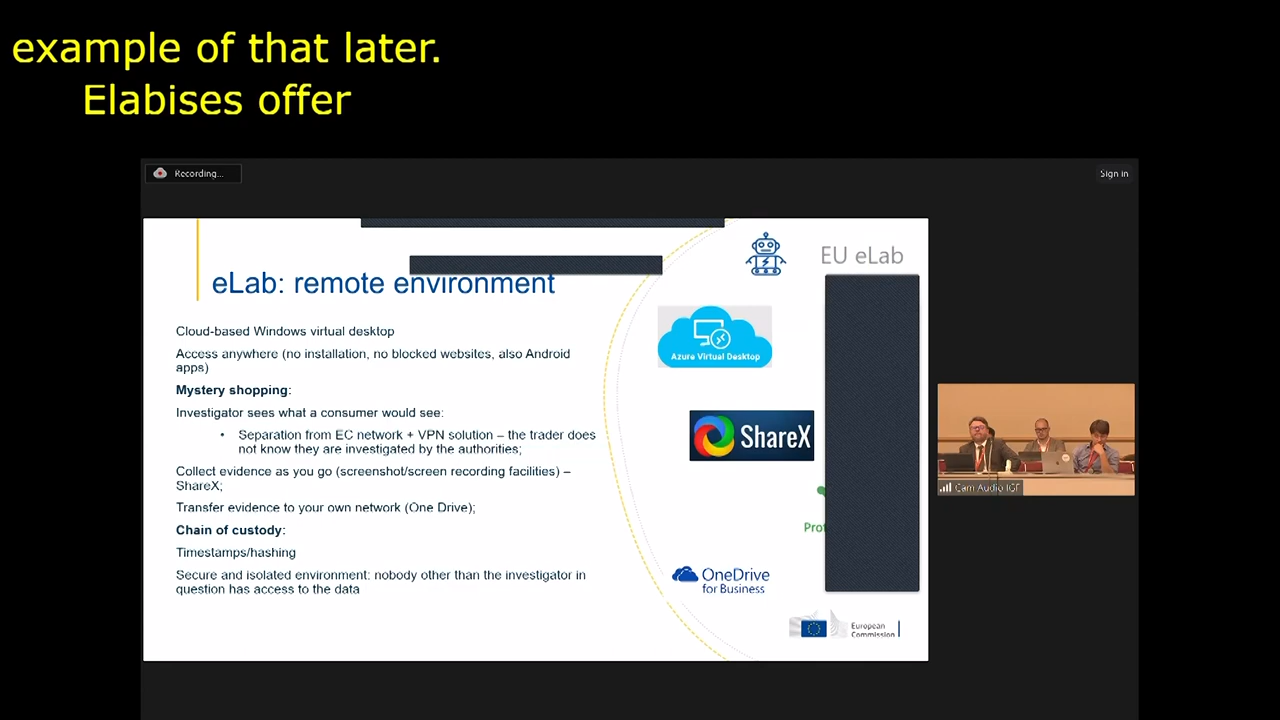 example of that later.
Elabises offer
Recording...
Sign in
EU eLab
eLab: remote environment
Cloud-based Windows virtual desktop
Access anywhere (no installation, no blocked websites, also Android
apps)
Mystery shopping:
Investigator sees what a consumer would see:
• Separation from EC network + VPN solution – the trader does
not know they are investigated by the authorities;
Collect evidence as you go (screenshot/screen recording facilities) –
ShareX;
Transfer evidence to your own network (One Drive);
Chain of custody:
Timestamps/hashing
Secure and isolated environment: nobody other than the investigator in
question has access to the data
Azure Virtual Desktop
ShareX
OneDrive
for Business
European
Commission
Cam Audio IGF